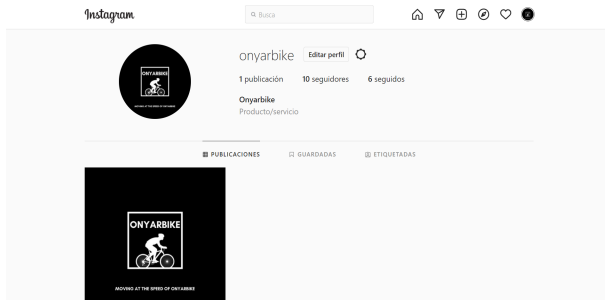 Instagram
Busca
onyarbike Editar perfil
1 publicación 10 seguidores 6 seguidos
Onyarbike
Producto/servicio
PUBLICACIONES GUARDADAS ETIQUETADAS
ONYARBIKE
MOVING AT THE SPEED OF ONYARBIKE
ONYARBIKE
MOVING AT THE SPEED OF ONYARBIKE